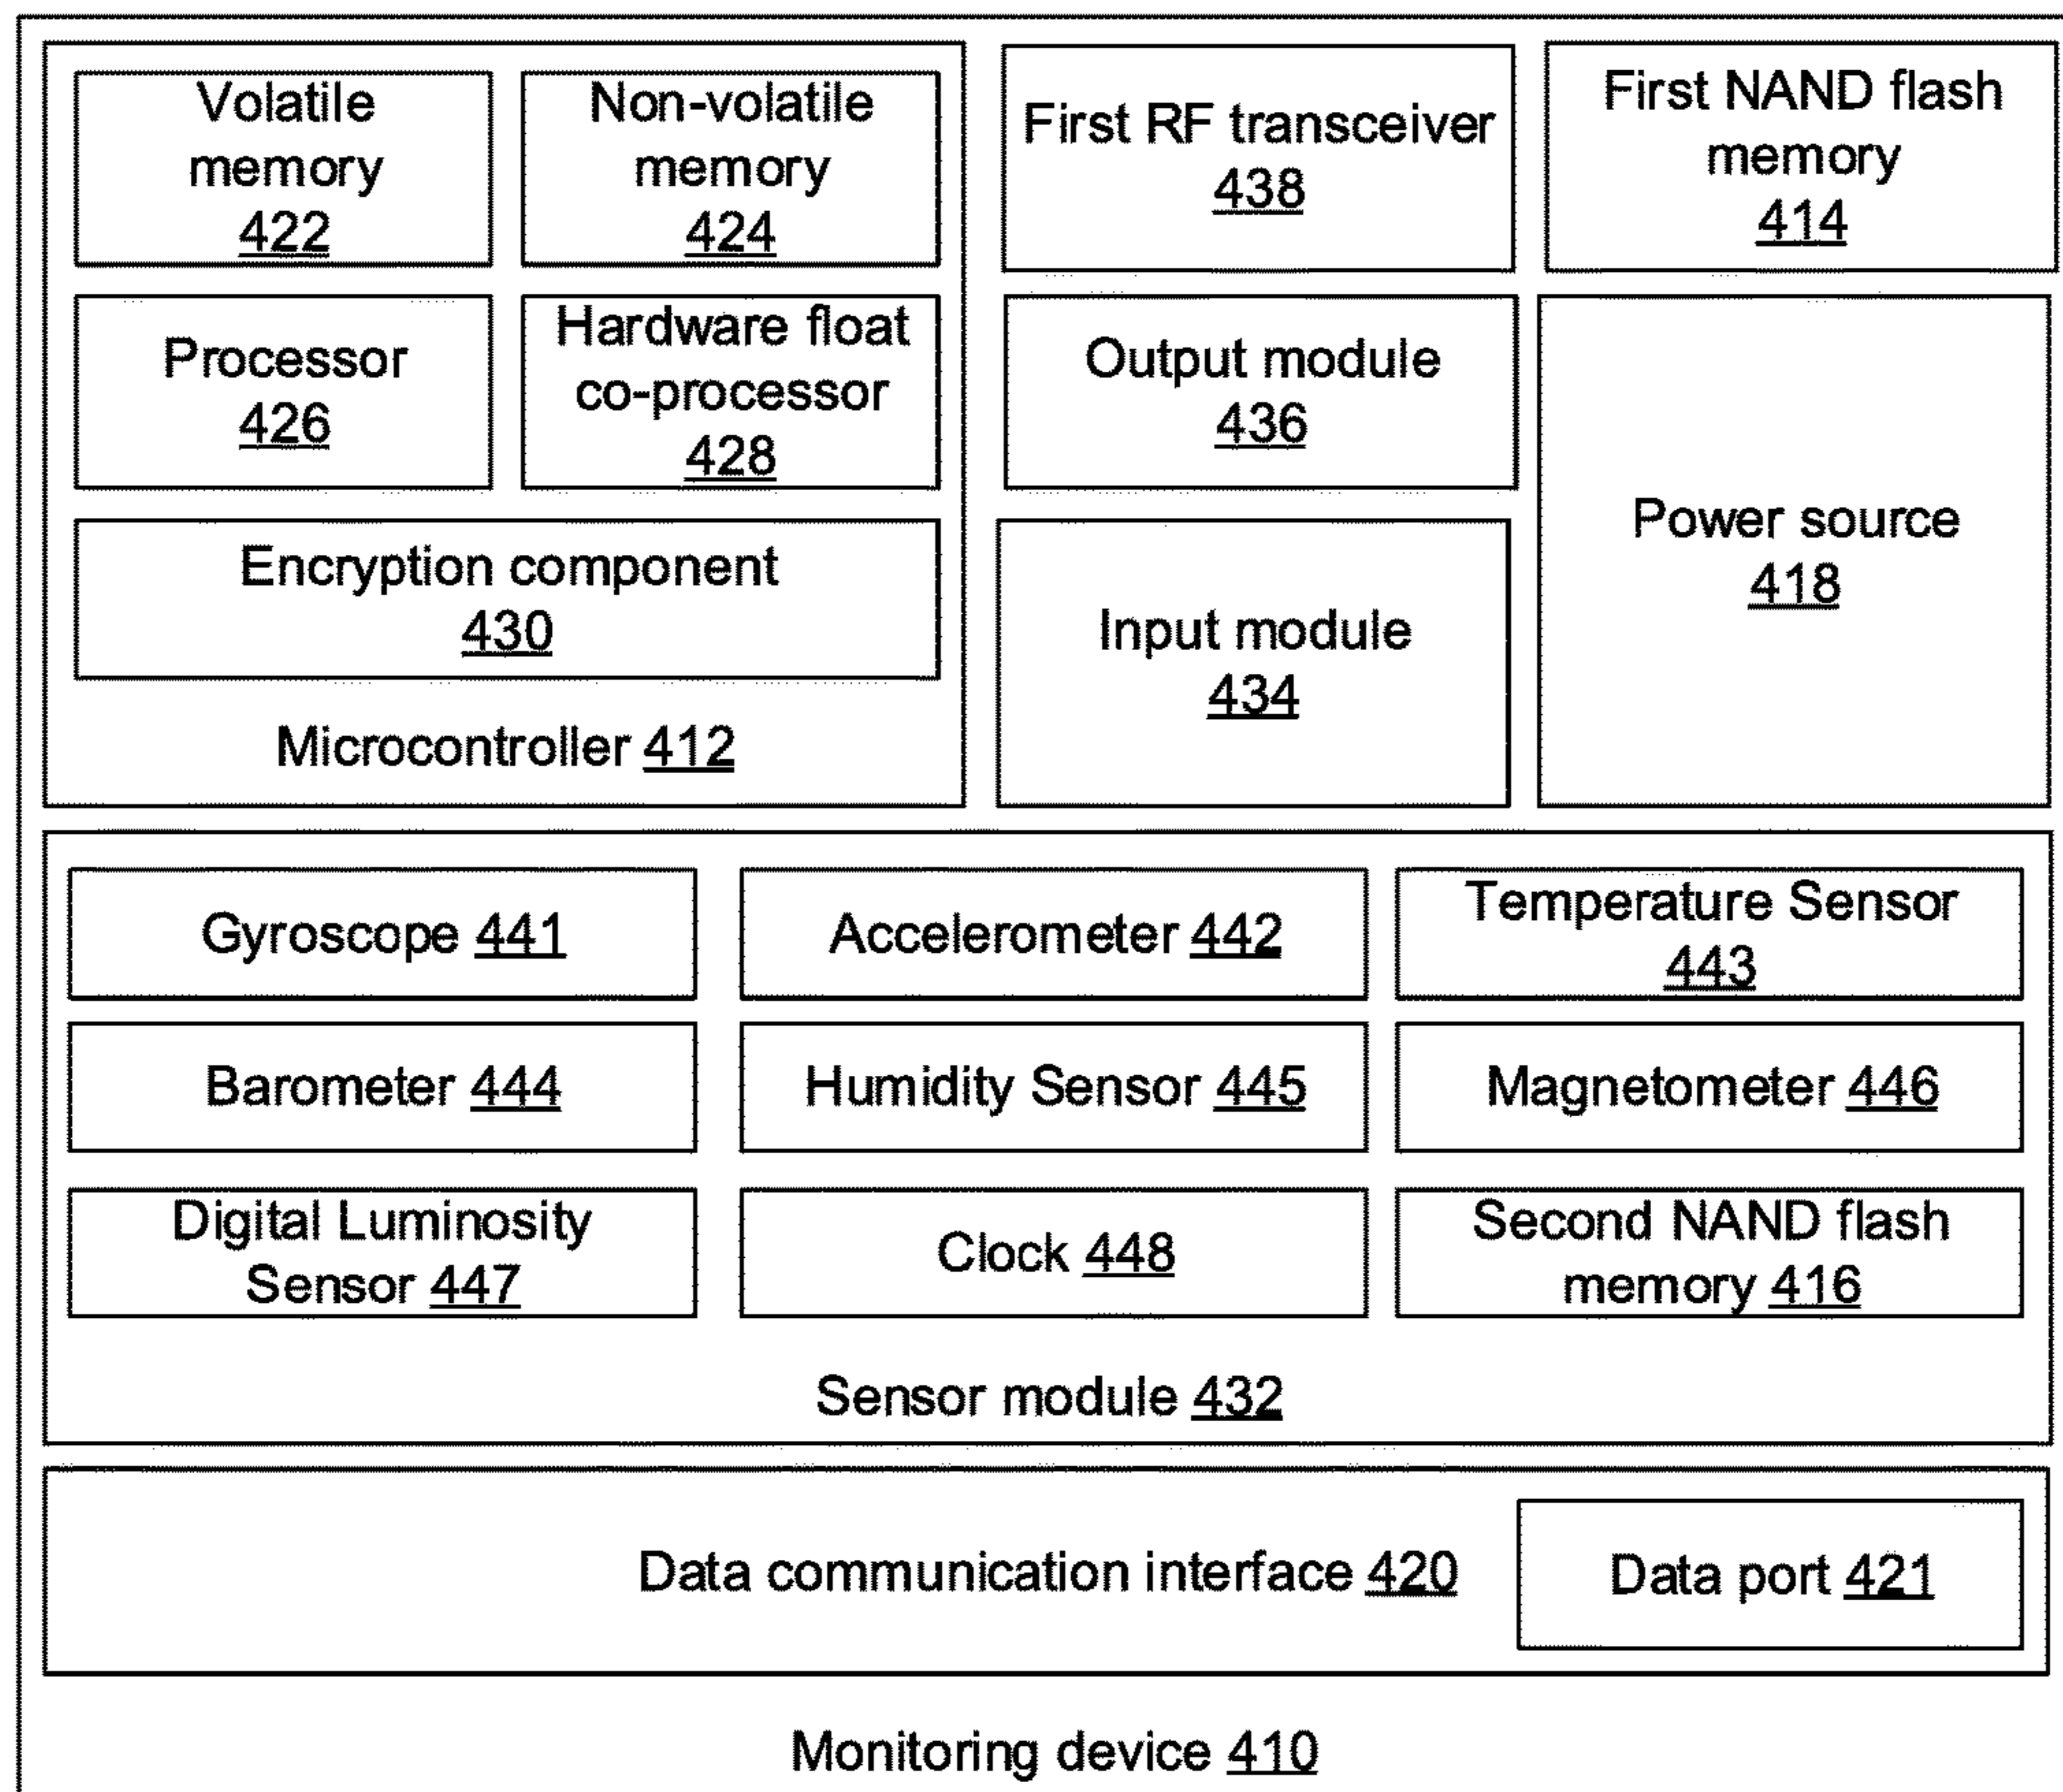 Volatile
memory
422
Non-volatile
memory
424
First RF transceiver
438
First NAND flash
memory
414
Processor
426
Hardware float
co-processor
428
Output module
436
Power source
418
Encryption component
430
Input module
434
Microcontroller 412
Gyroscope 441
Accelerometer 442
Temperature Sensor
443
Barometer 444
Humidity Sensor 445
Magnetometer 446
Digital Luminosity
Sensor 447
Clock 448
Second NAND flash
memory 416
Sensor module 432
Data communication interface 420
Data port 421
Monitoring device 410